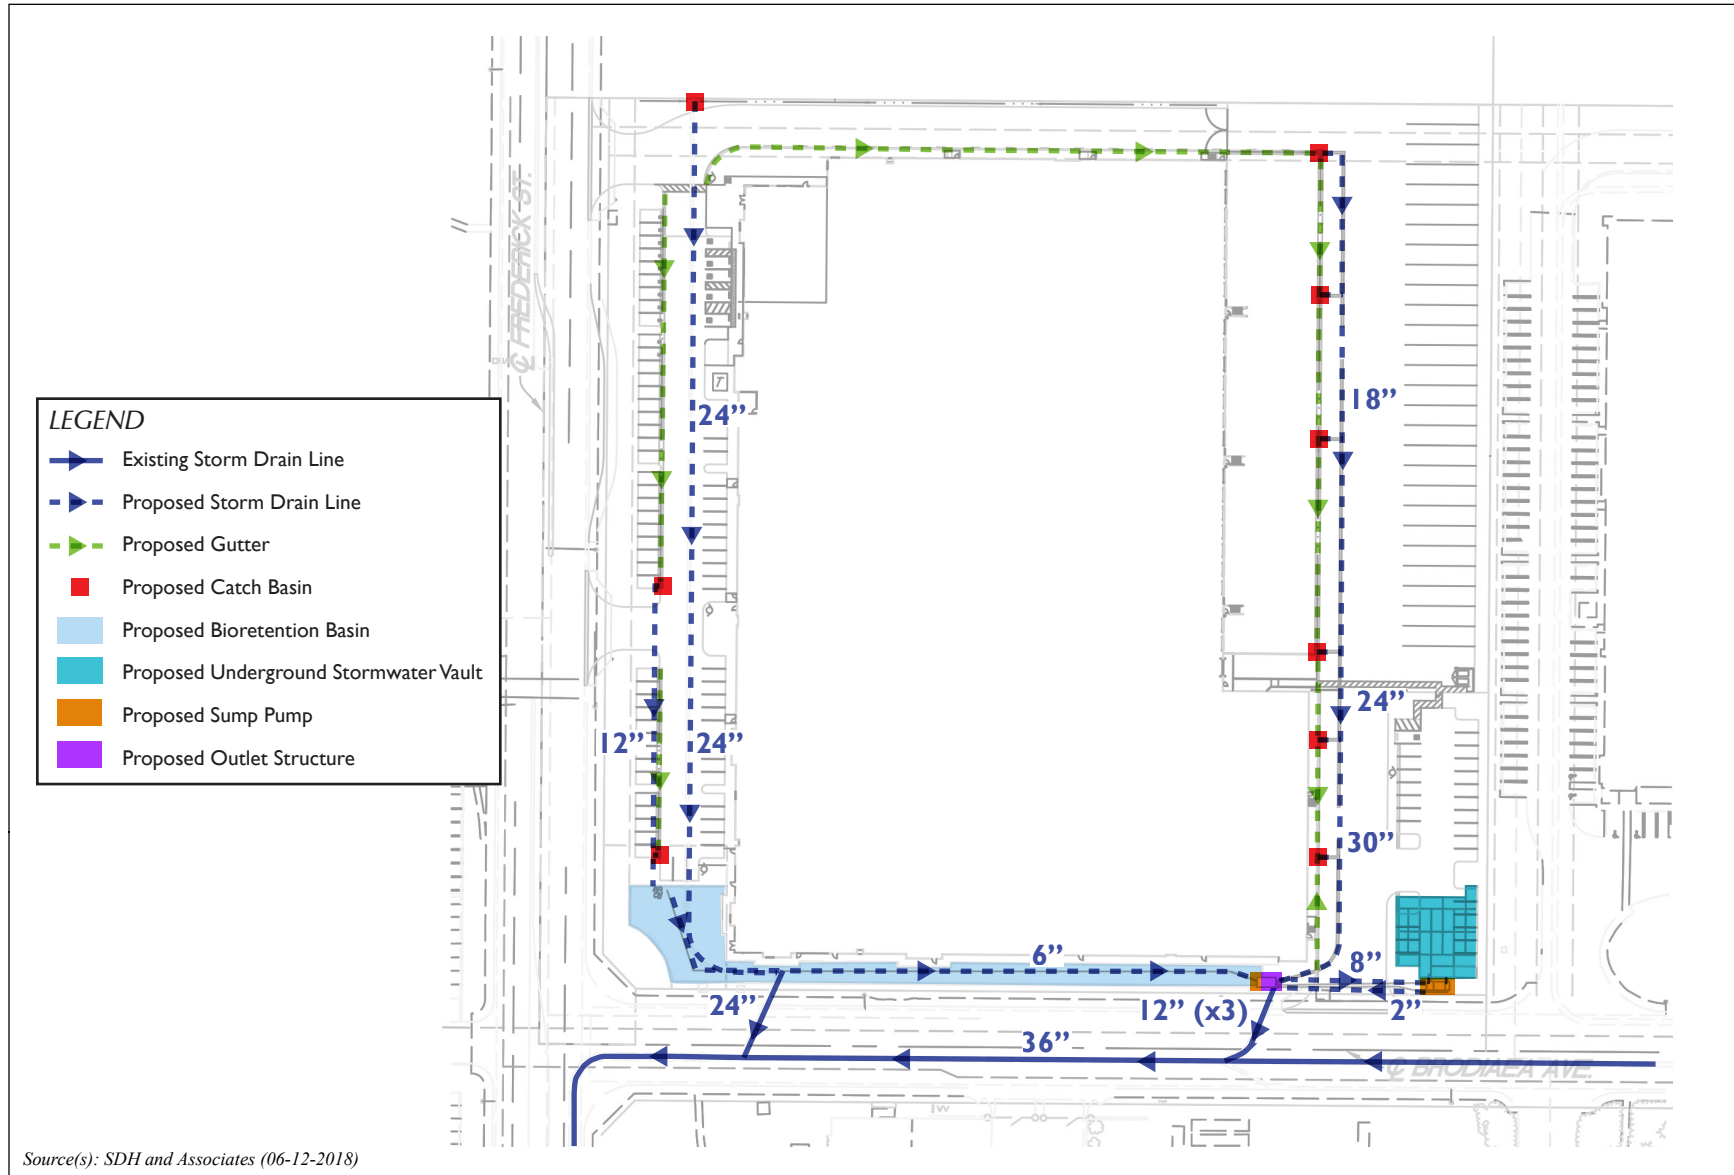 ℄ FREDERICK ST.
LEGEND
Existing Storm Drain Line
Proposed Storm Drain Line
Proposed Gutter
Proposed Catch Basin
Proposed Bioretention Basin
Proposed Underground Stormwater Vault
Proposed Sump Pump
Proposed Outlet Structure
T
24”
18”
24”
12”
24”
30”
6”
8”
24”
12” (x3)
2”
36”
℄ BRODIAEA AVE.
Source(s): SDH and Associates (06-12-2018)